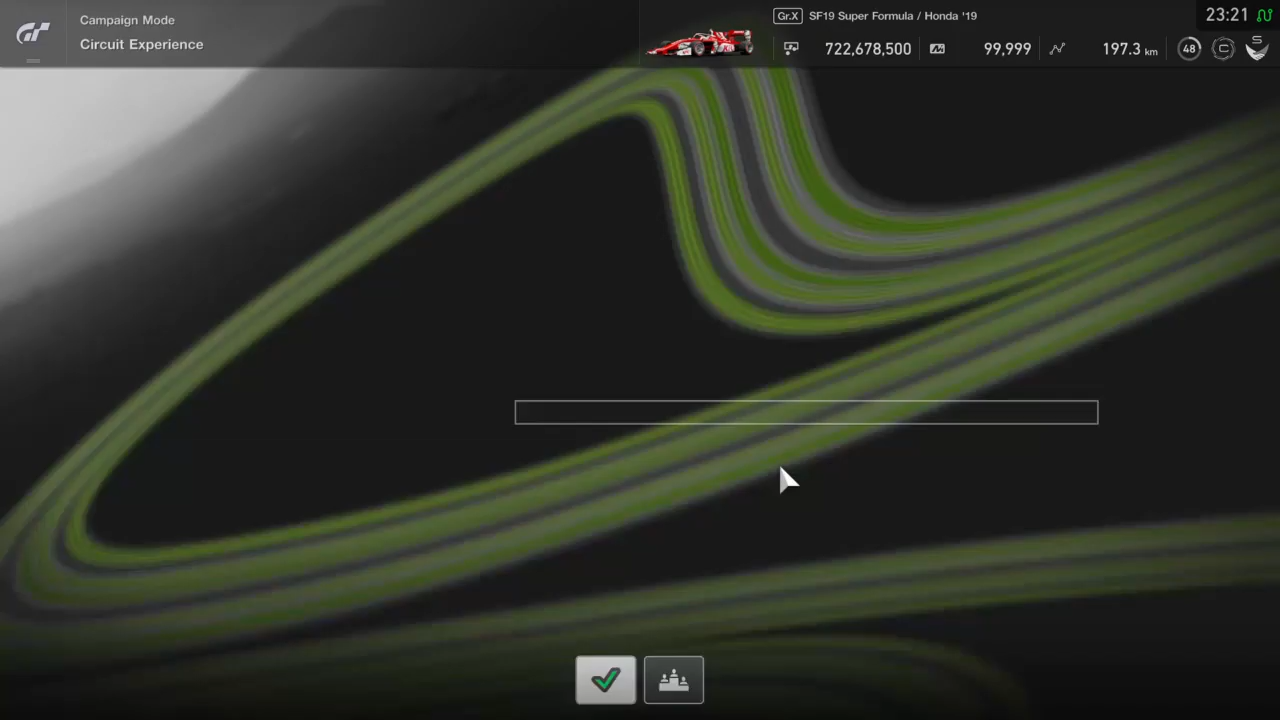 Campaign Mode
Circuit Experience
Gr.X SF19 Super Formula / Honda '19
722,678,500 99,999 197.3 km 48 C S
23:21